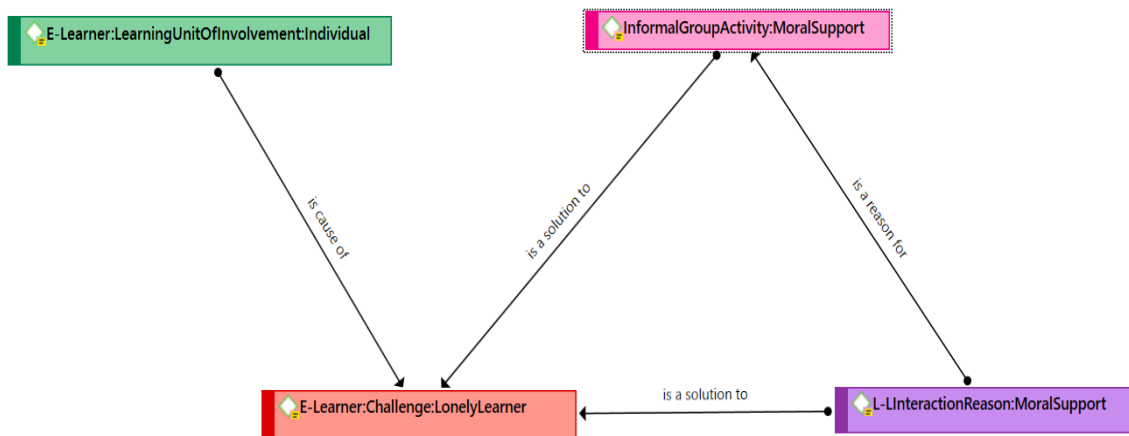 E-Learner:LearningUnitOfInvolvement:Individual
InformalGroupActivity:MoralSupport
is cause of
is a solution to
is a reason for
E-Learner:Challenge:LonelyLearner
is a solution to
L-LInteractionReason:MoralSupport